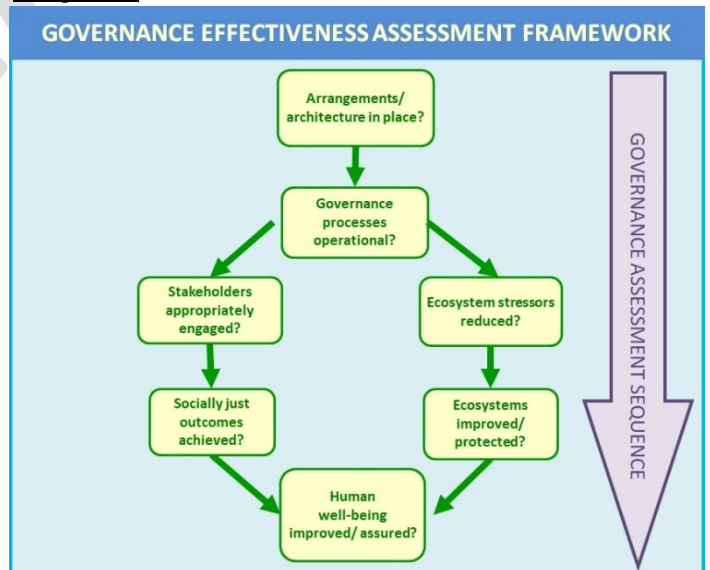 GOVERNANCE EFFECTIVENESS ASSESSMENT FRAMEWORK
Arrangements/
architecture in place?
Governance
processes
operational?
Stakeholders
appropriately
engaged?
Ecosystem stressors
reduced?
Socially just
outcomes
achieved?
Ecosystems
improved/
protected?
Human
well-being
improved/ assured?
GOVERNANCE ASSESSMENT SEQUENCE